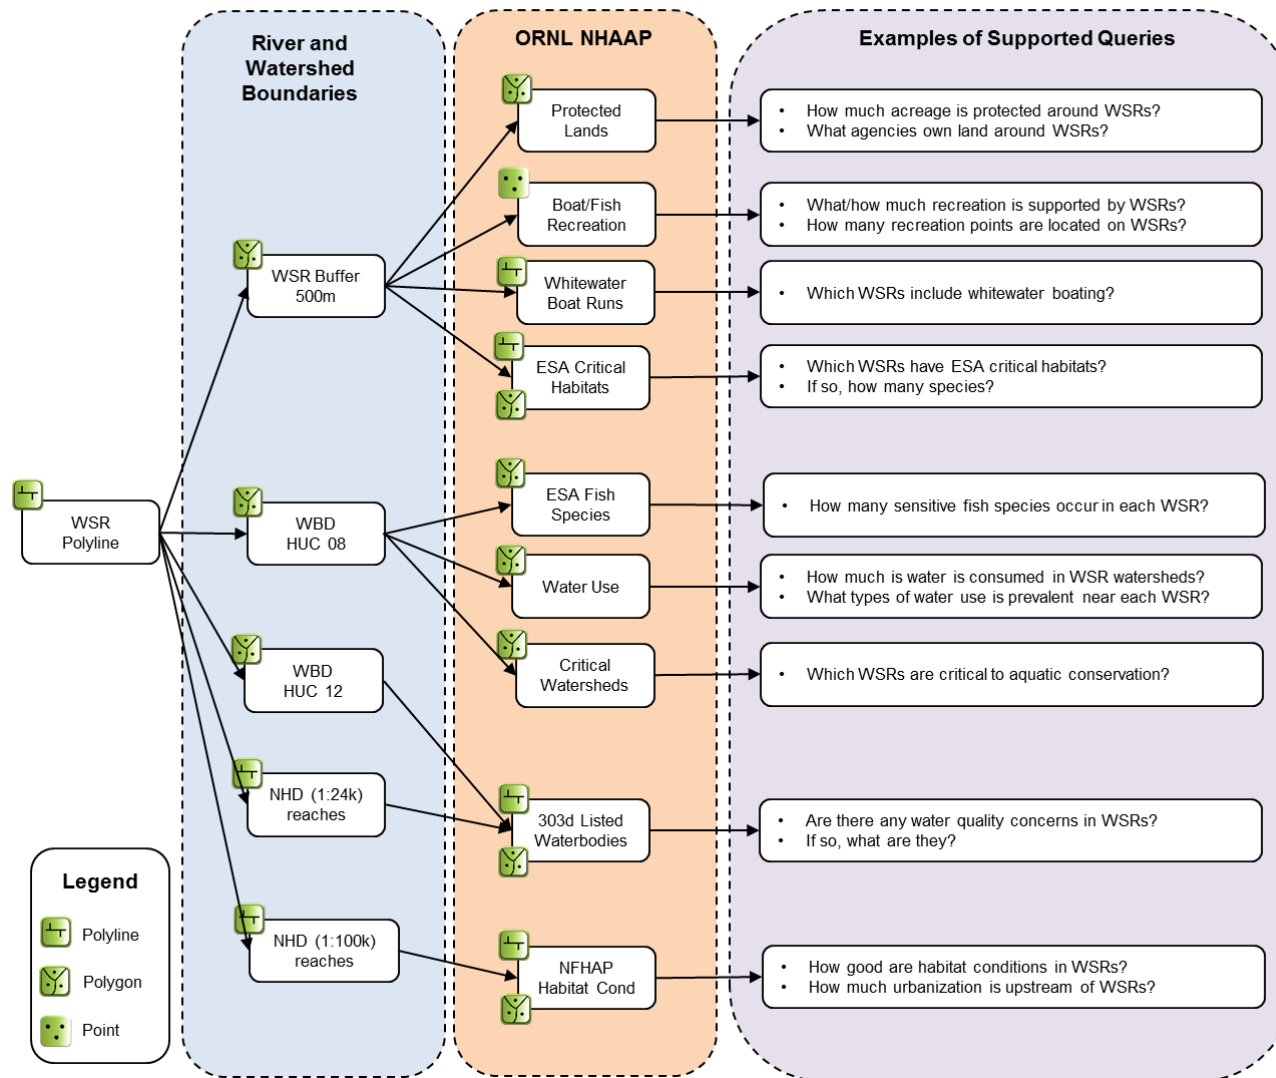 River and
Watershed
Boundaries
ORNL NHAAP
Examples of Supported Queries
Protected
Lands
• How much acreage is protected around WSRs?
• What agencies own land around WSRs?
Boat/Fish
Recreation
• What/how much recreation is supported by WSRs?
• How many recreation points are located on WSRs?
WSR Buffer
500m
Whitewater
Boat Runs
• Which WSRs include whitewater boating?
ESA Critical
Habitats
• Which WSRs have ESA critical habitats?
• If so, how many species?
WSR
Polyline
WBD
HUC 08
ESA Fish
Species
• How many sensitive fish species occur in each WSR?
Water Use
• How much is water is consumed in WSR watersheds?
• What types of water use is prevalent near each WSR?
WBD
HUC 12
Critical
Watersheds
• Which WSRs are critical to aquatic conservation?
NHD (1:24k)
reaches
303d Listed
Waterbodies
• Are there any water quality concerns in WSRs?
• If so, what are they?
NHD (1:100k)
reaches
NFHAP
Habitat Cond
• How good are habitat conditions in WSRs?
• How much urbanization is upstream of WSRs?
Legend
Polyline
Polygon
Point